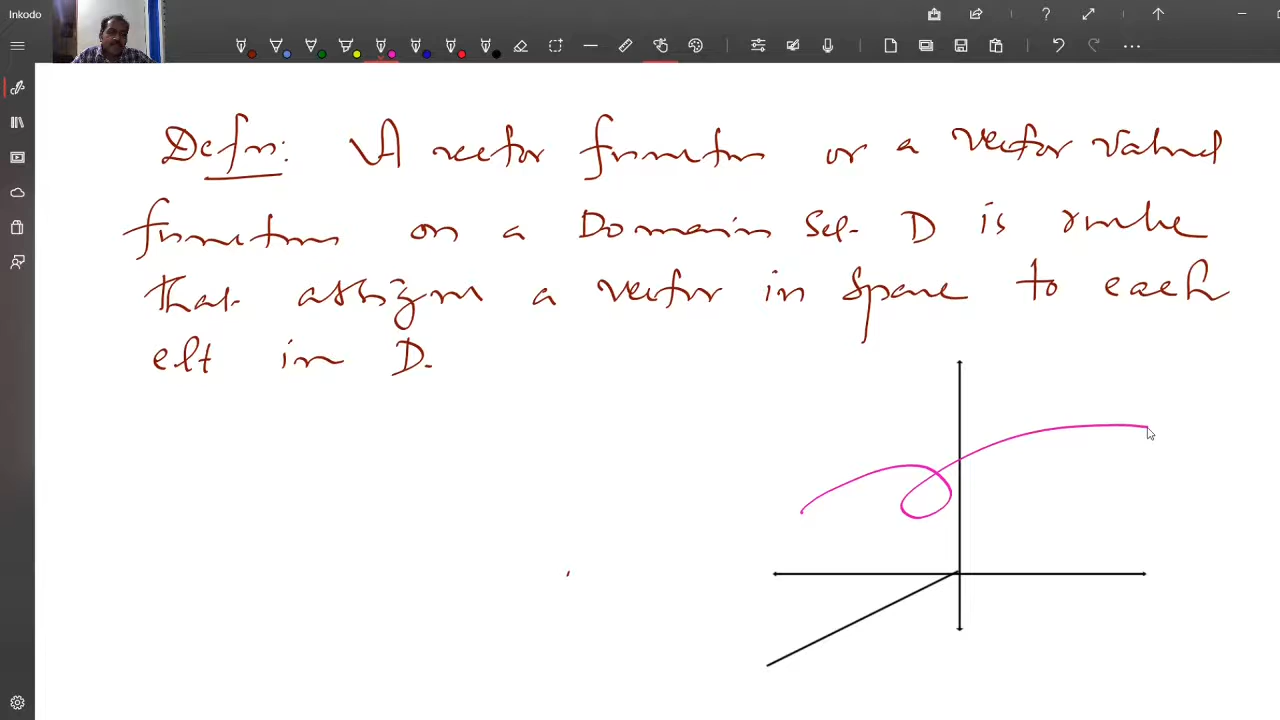 Inkodo
Defn: A vector function or a vector valued
function on a Domain Set D is rule
that assign a vector in space to each
elt in D.